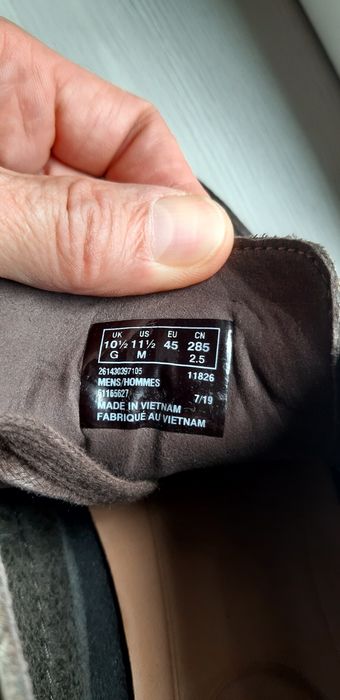 UK US EU CN
10½ 11½ 45 285
G M 2.5
261430397105 11826
MENS/HOMMES
A1165627 7/19
MADE IN VIETNAM
FABRIQUÉ AU VIETNAM